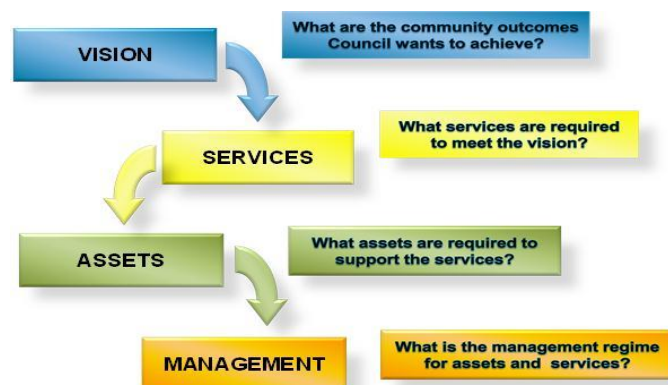 VISION
What are the community outcomes
Council wants to achieve?
SERVICES
What services are required
to meet the vision?
ASSETS
What assets are required to
support the services?
MANAGEMENT
What is the management regime
for assets and services?